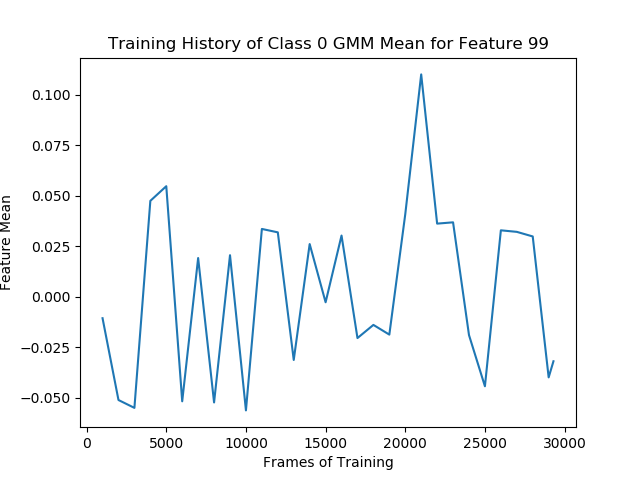 Training History of Class 0 GMM Mean for Feature 99
0.100
0.075
0.050
0.025
0.000
−0.025
−0.050
Feature Mean
0 5000 10000 15000 20000 25000 30000
Frames of Training